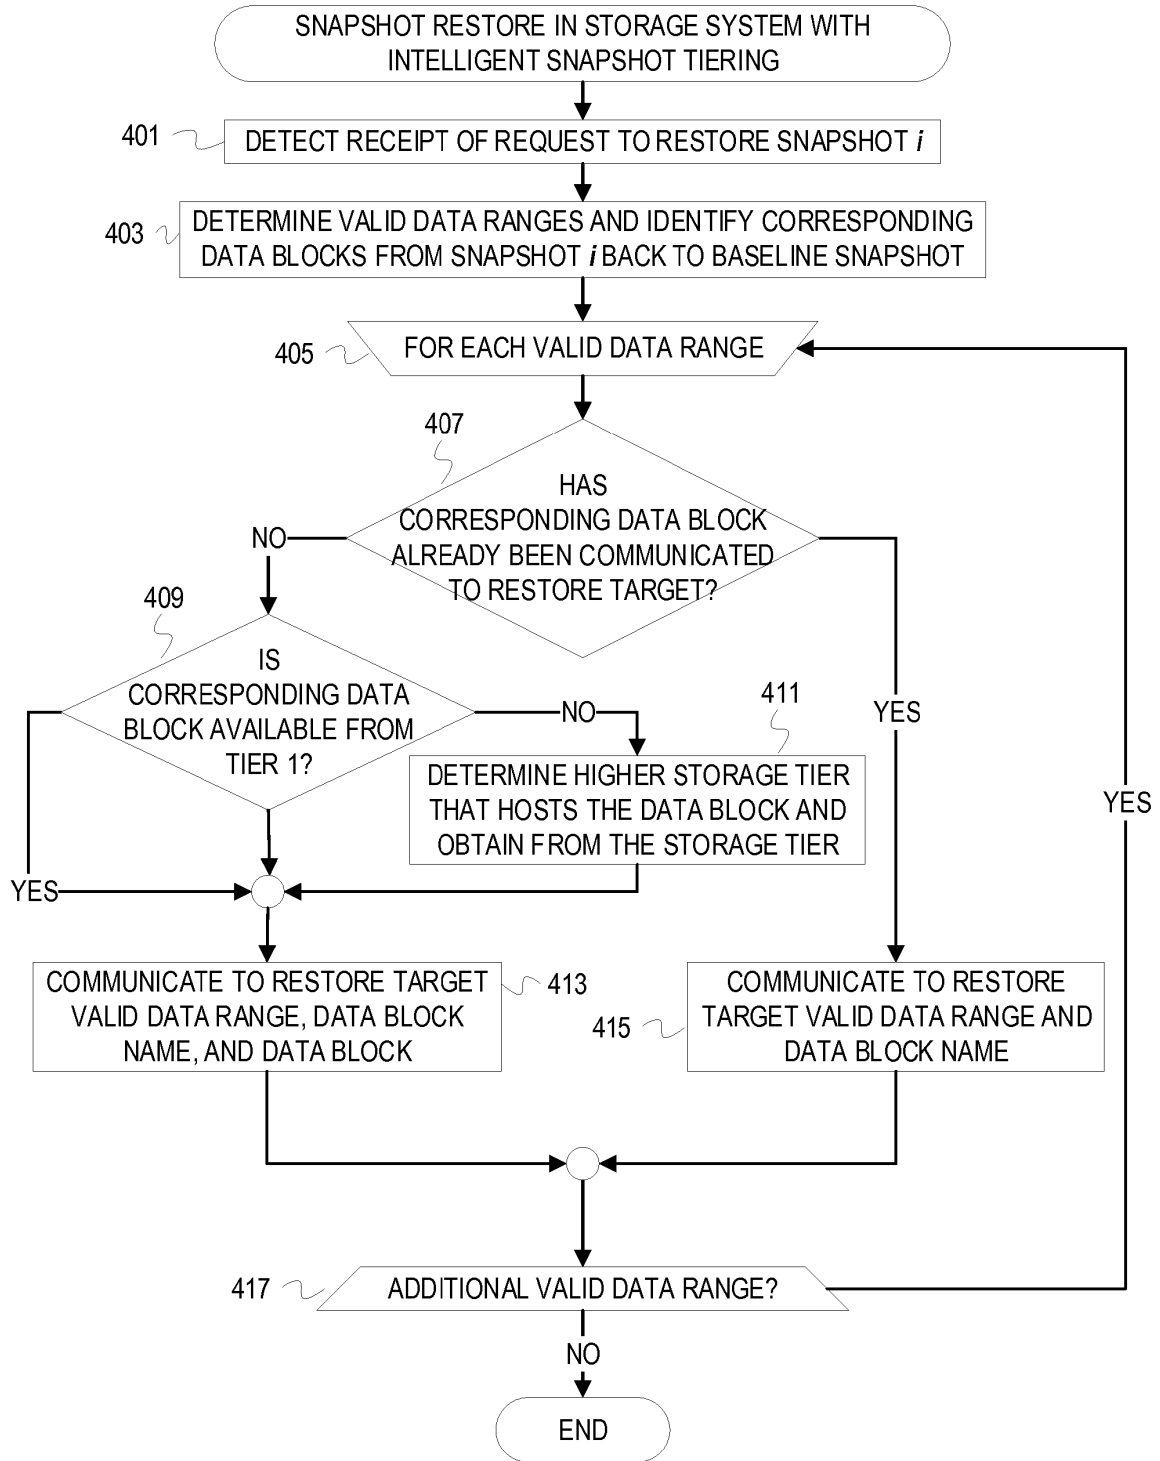 SNAPSHOT RESTORE IN STORAGE SYSTEM WITH
INTELLIGENT SNAPSHOT TIERING
401
DETECT RECEIPT OF REQUEST TO RESTORE SNAPSHOT i
403
DETERMINE VALID DATA RANGES AND IDENTIFY CORRESPONDING
DATA BLOCKS FROM SNAPSHOT i BACK TO BASELINE SNAPSHOT
405
FOR EACH VALID DATA RANGE
407
HAS
CORRESPONDING DATA BLOCK
ALREADY BEEN COMMUNICATED
TO RESTORE TARGET?
NO
409
IS
CORRESPONDING DATA
BLOCK AVAILABLE FROM
TIER 1?
NO
411
YES
DETERMINE HIGHER STORAGE TIER
THAT HOSTS THE DATA BLOCK AND
OBTAIN FROM THE STORAGE TIER
YES
YES
COMMUNICATE TO RESTORE TARGET
VALID DATA RANGE, DATA BLOCK
NAME, AND DATA BLOCK
413
415
COMMUNICATE TO RESTORE
TARGET VALID DATA RANGE AND
DATA BLOCK NAME
417
ADDITIONAL VALID DATA RANGE?
NO
END